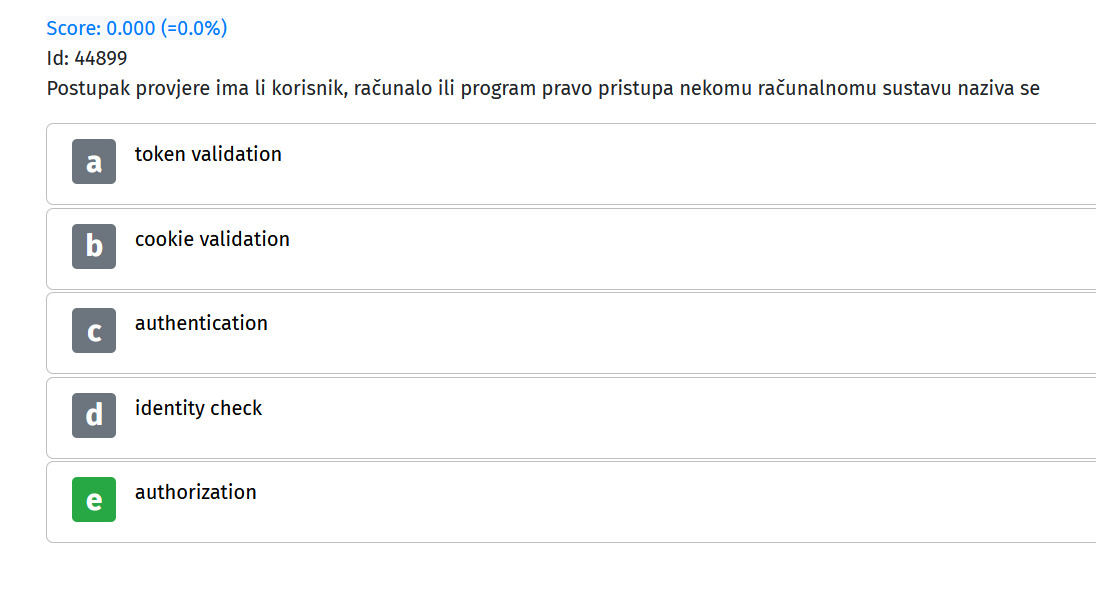 Score: 0.000 (=0.0%)
Id: 44899
Postupak provjere ima li korisnik, računalo ili program pravo pristupa nekomu računalnomu sustavu naziva se
a token validation
b cookie validation
c authentication
d identity check
e authorization